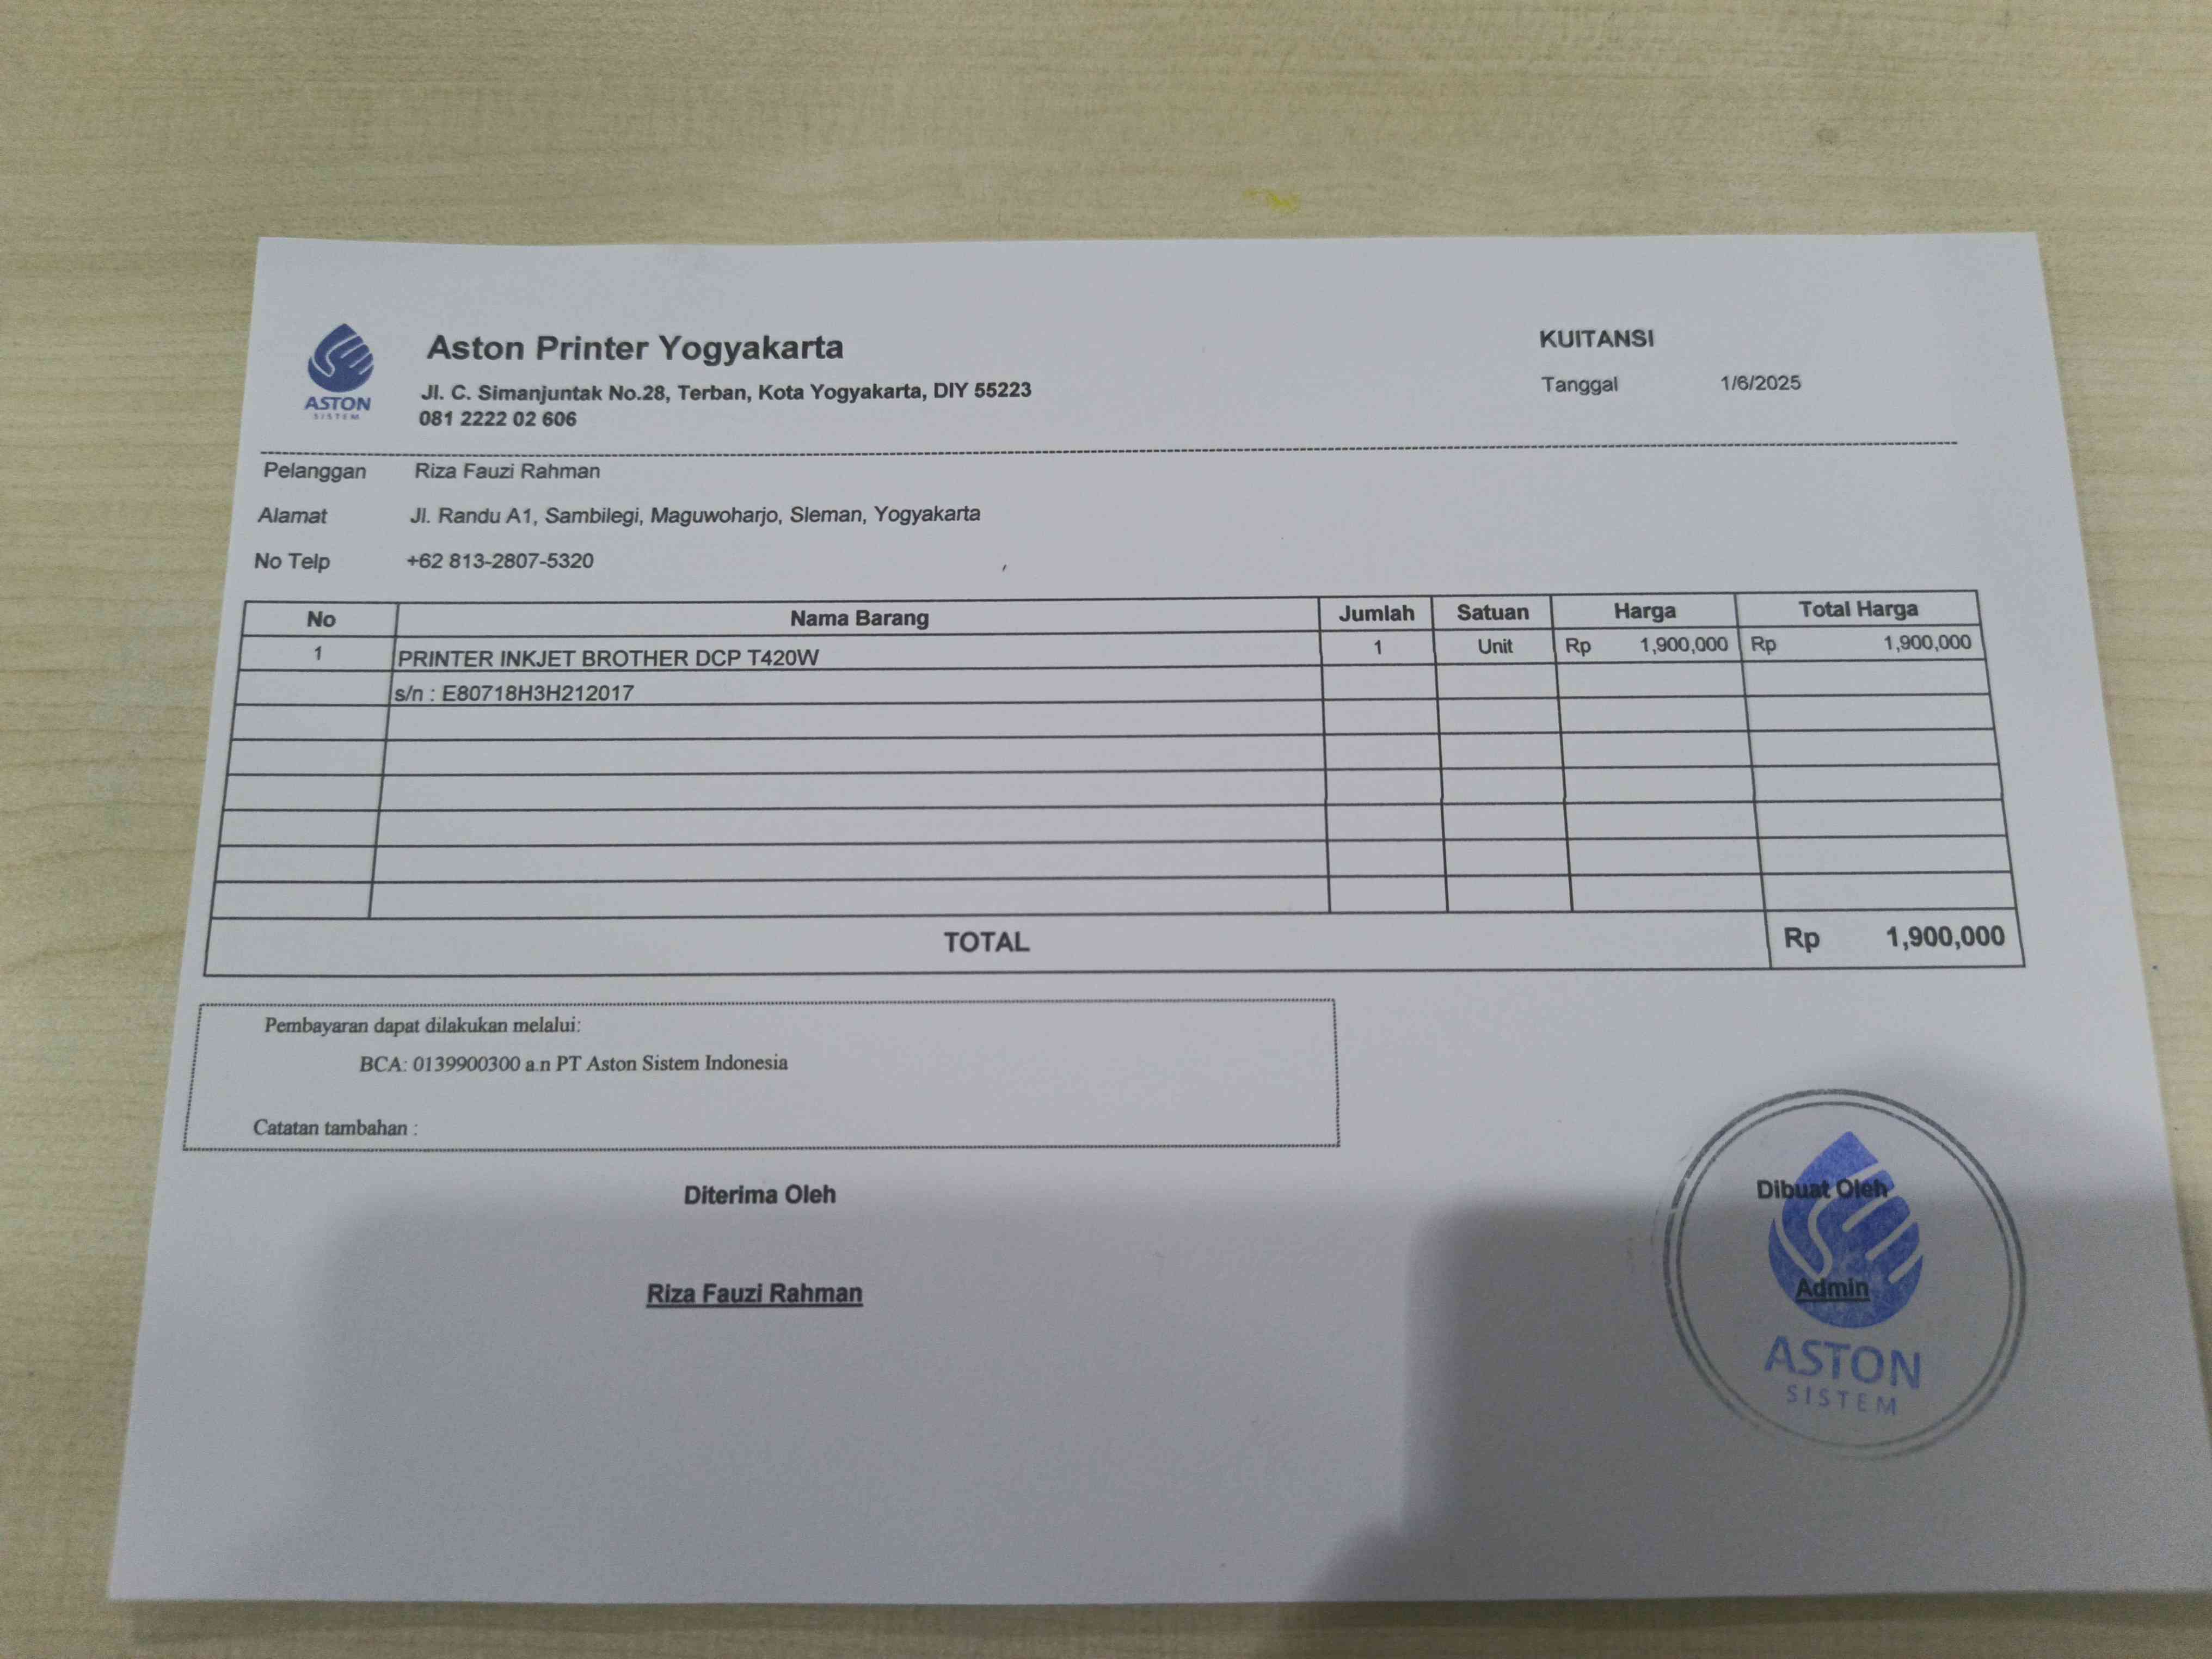 ASTON
SISTEM
Aston Printer Yogyakarta
Jl. C. Simanjuntak No.28, Terban, Kota Yogyakarta, DIY 55223
081 2222 02 606
KUITANSI
Tanggal 1/6/2025
Pelanggan Riza Fauzi Rahman
Alamat Jl. Randu A1, Sambilegi, Maguwoharjo, Sleman, Yogyakarta
No Telp +62 813-2807-5320
No Nama Barang Jumlah Satuan Harga Total Harga
1 PRINTER INKJET BROTHER DCP T420W 1 Unit Rp 1,900,000 Rp 1,900,000
s/n : E80718H3H212017
TOTAL Rp 1,900,000
Pembayaran dapat dilakukan melalui:
BCA: 0139900300 a.n PT Aston Sistem Indonesia
Catatan tambahan :
Diterima Oleh
Riza Fauzi Rahman
Dibuat Oleh
Admin
ASTON
SISTEM